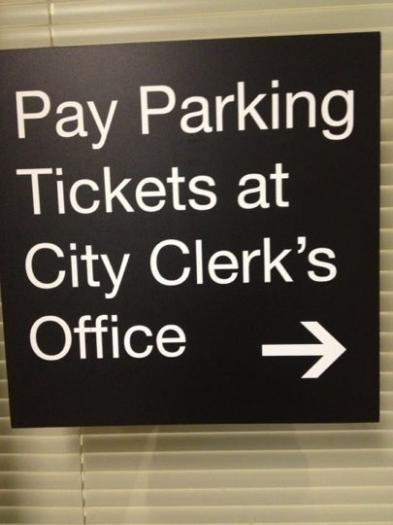 Pay Parking
Tickets at
City Clerk's
Office